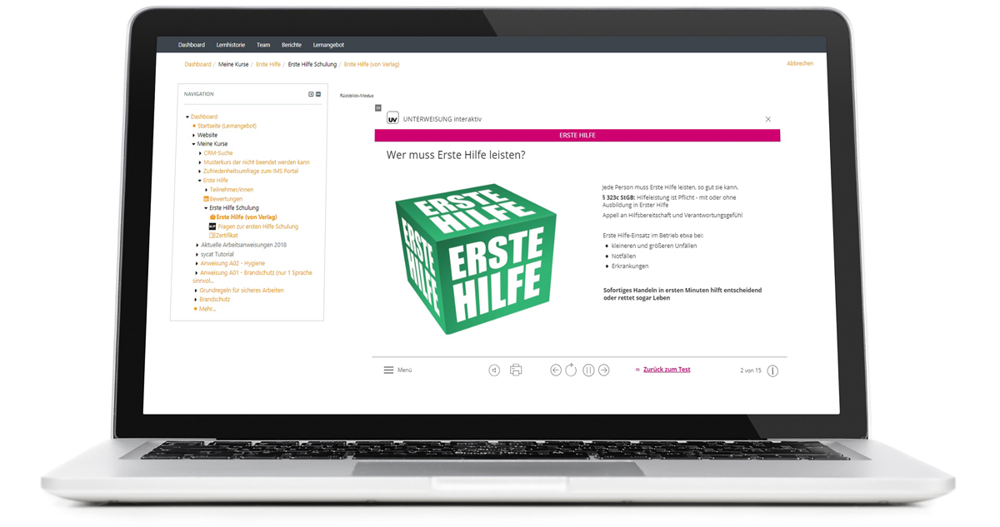 Dashboard Lernhistorie Team Berichte Lernangebot
Dashboard / Meine Kurse / Erste Hilfe / Erste Hilfe Schulung / Erste Hilfe (von Verlag)
Abbrechen
NAVIGATION
Dashboard
Startseite (Lernangebot)
Website
Meine Kurse
CRM-Suche
Musterkurs der nicht beendet werden kann
Zufriedenheitsumfrage zum IMS Portal
Erste Hilfe
Teilnehmer/innen
Bewertungen
Erste Hilfe Schulung
Erste Hilfe (von Verlag)
Fragen zur ersten Hilfe Schulung
Zertifikat
Aktuelle Arbeitsanweisungen 2018
sycat Tutorial
Anweisung A02 - Hygiene
Anweisung A01 - Brandschutz (nur 1 Sprache
sinnvol...
Grundregeln für sicheres Arbeiten
Brandschutz
Mehr...
Rückblick-Modus
uv UNTERWEISUNG interaktiv
ERSTE HILFE
Wer muss Erste Hilfe leisten?
ERSTE
HILFE
ERSTE
HILFE
ERSTE
HILFE
Jede Person muss Erste Hilfe leisten, so gut sie kann.
§ 323c StGB: Hilfeleistung ist Pflicht - mit oder ohne
Ausbildung in Erster Hilfe
Appell an Hilfsbereitschaft und Verantwortungsgefühl
Erste Hilfe-Einsatz im Betrieb etwa bei:
• kleineren und größeren Unfällen
• Notfällen
• Erkrankungen
Sofortiges Handeln in ersten Minuten hilft entscheidend
oder rettet sogar Leben
Menü
Zurück zum Test
2 von 15